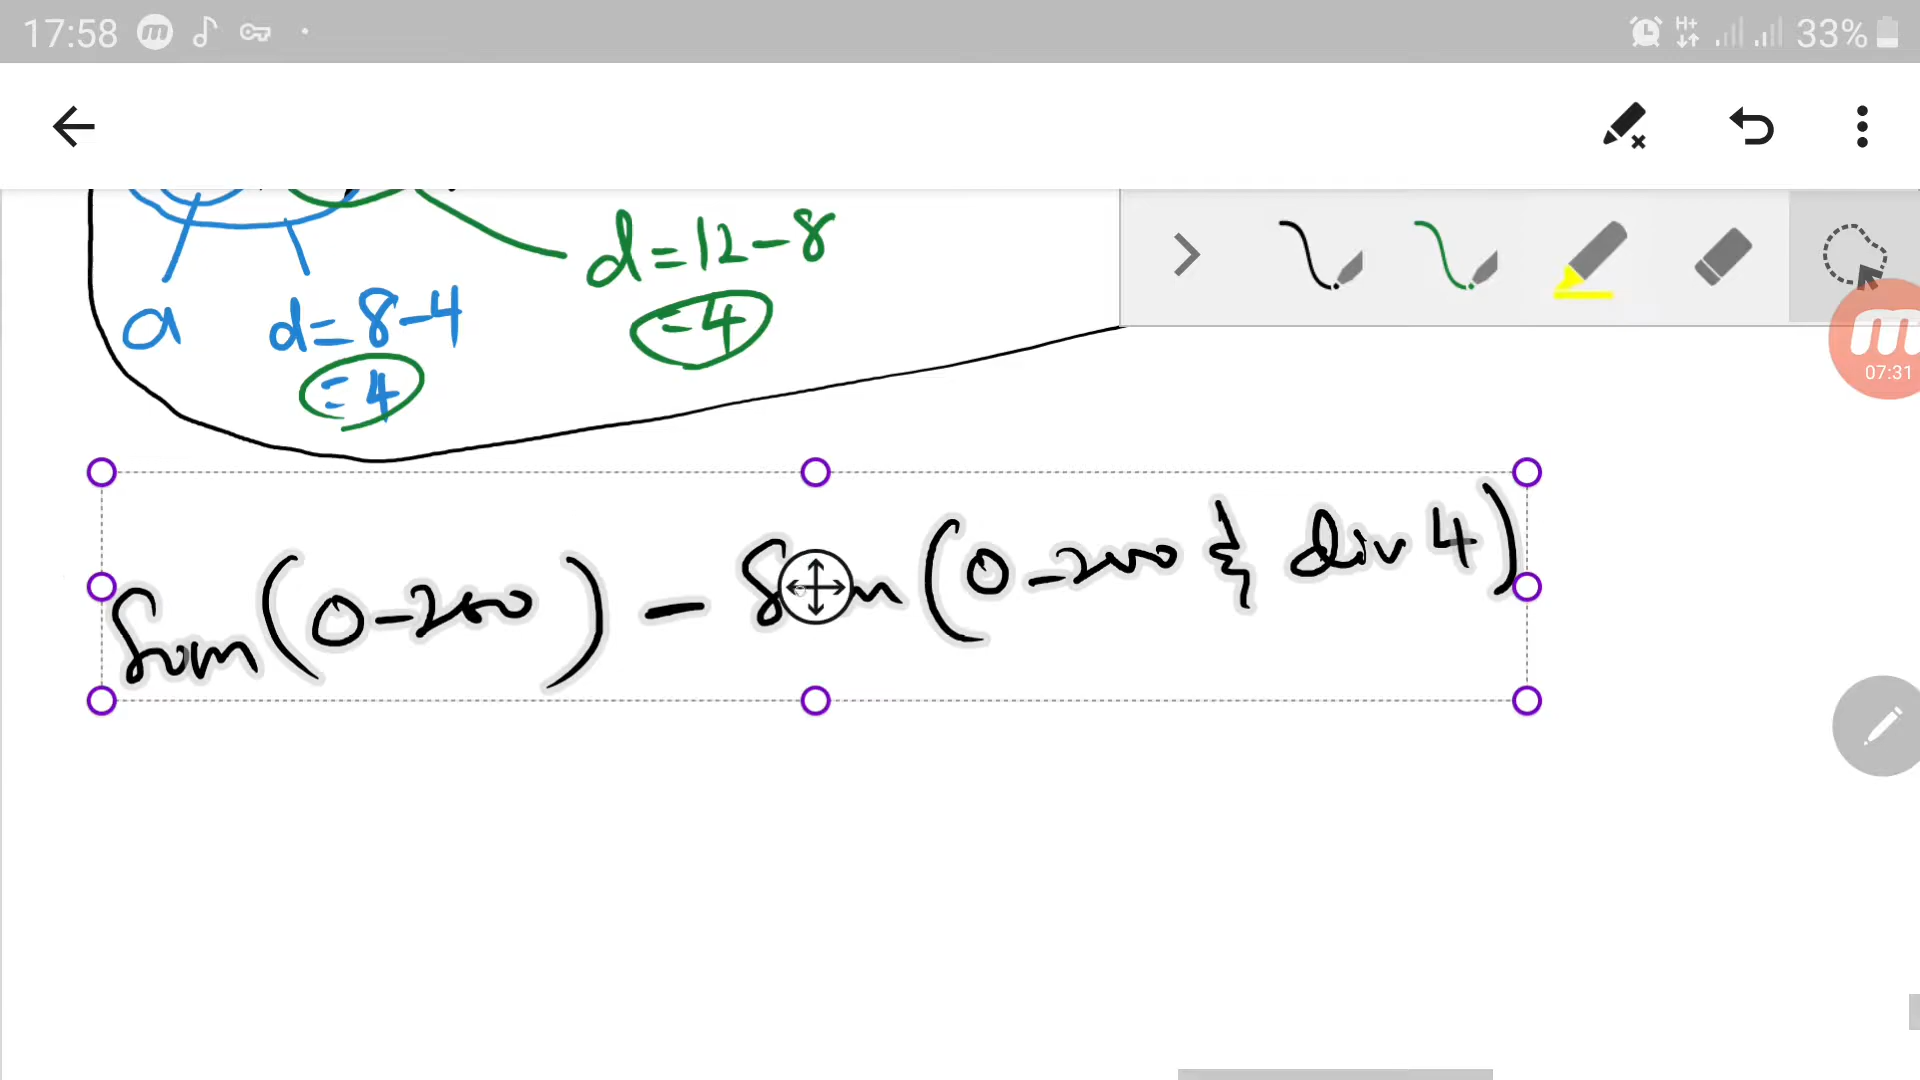 17:58 H+ 33%
d=12-8
=4
a d=8-4
=4
07:31
Sum(0-200) - Sum(0-200 & div 4)